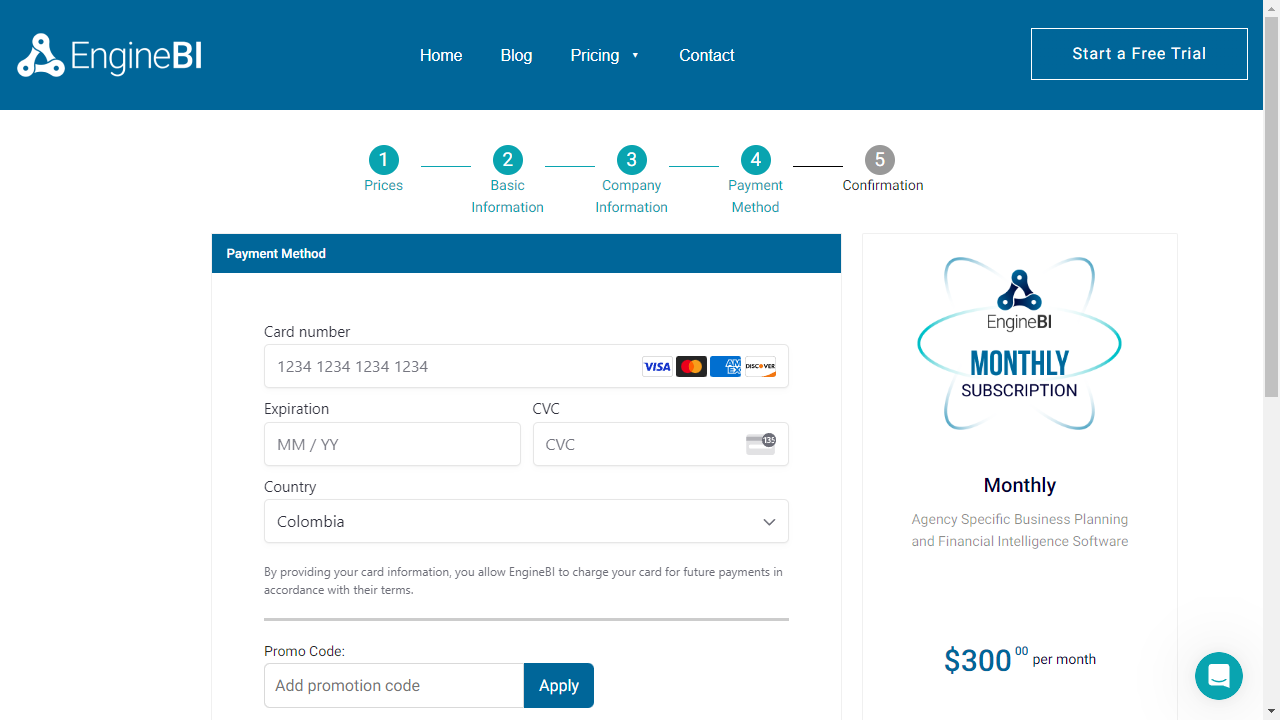 EngineBI
Home Blog Pricing Contact
Start a Free Trial
1 2 3 4 5
Prices Basic Information Company Information Payment Method Confirmation
Payment Method
Card number
1234 1234 1234 1234 VISA AMEX DISCOVER
Expiration CVC
MM / YY CVC 135
Country
Colombia
By providing your card information, you allow EngineBI to charge your card for future payments in
accordance with their terms.
Promo Code:
Add promotion code Apply
EngineBI
MONTHLY
SUBSCRIPTION
Monthly
Agency Specific Business Planning
and Financial Intelligence Software
$300 00 per month